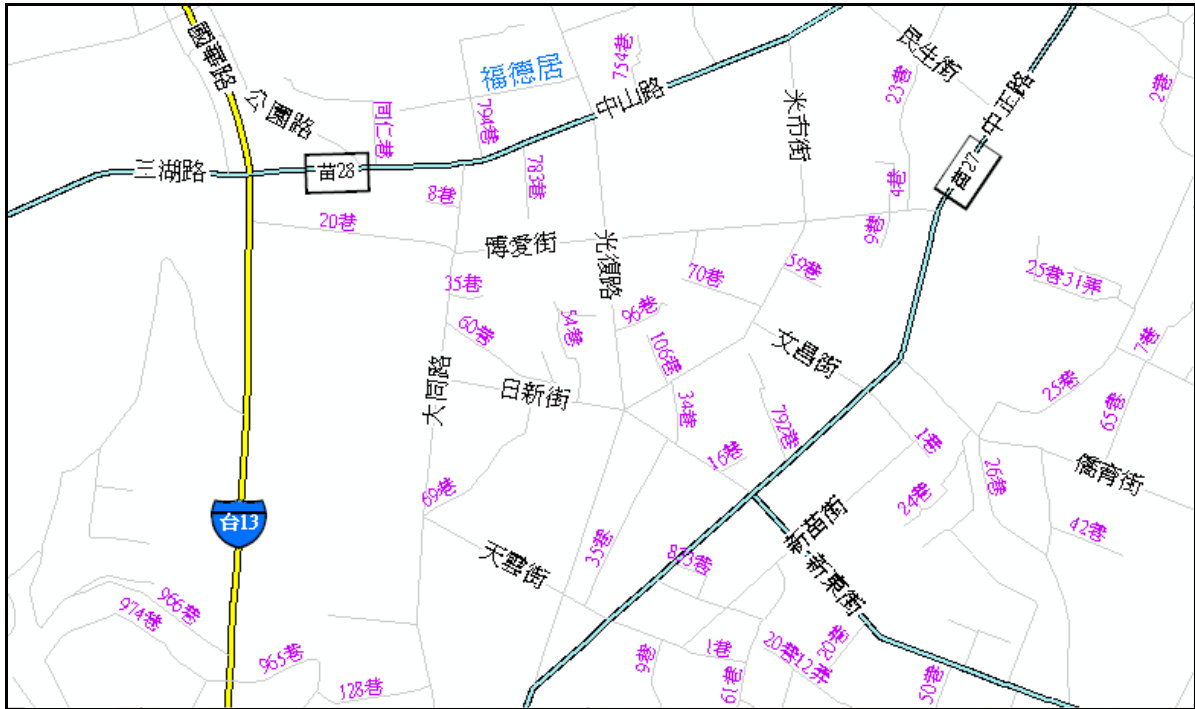 國華路
民生街
福德居
754巷
2巷
23巷
中正路
公園路
同仁巷
794巷
中山路
米市街
三湖路
苗28
783巷
苗27
8巷
4巷
20巷
博愛街
9巷
光復路
35巷
70巷
59巷
25巷31弄
60巷
54巷
96巷
106巷
文昌街
7巷
大同路
日新街
34巷
25巷
65巷
792巷
1巷
16巷
僑育街
69巷
26巷
24巷
台13
新苗街
42巷
天雲街
35巷
新東街
966巷
974巷
20巷
965巷
9巷
1巷
20巷12弄
128巷
61巷
50巷